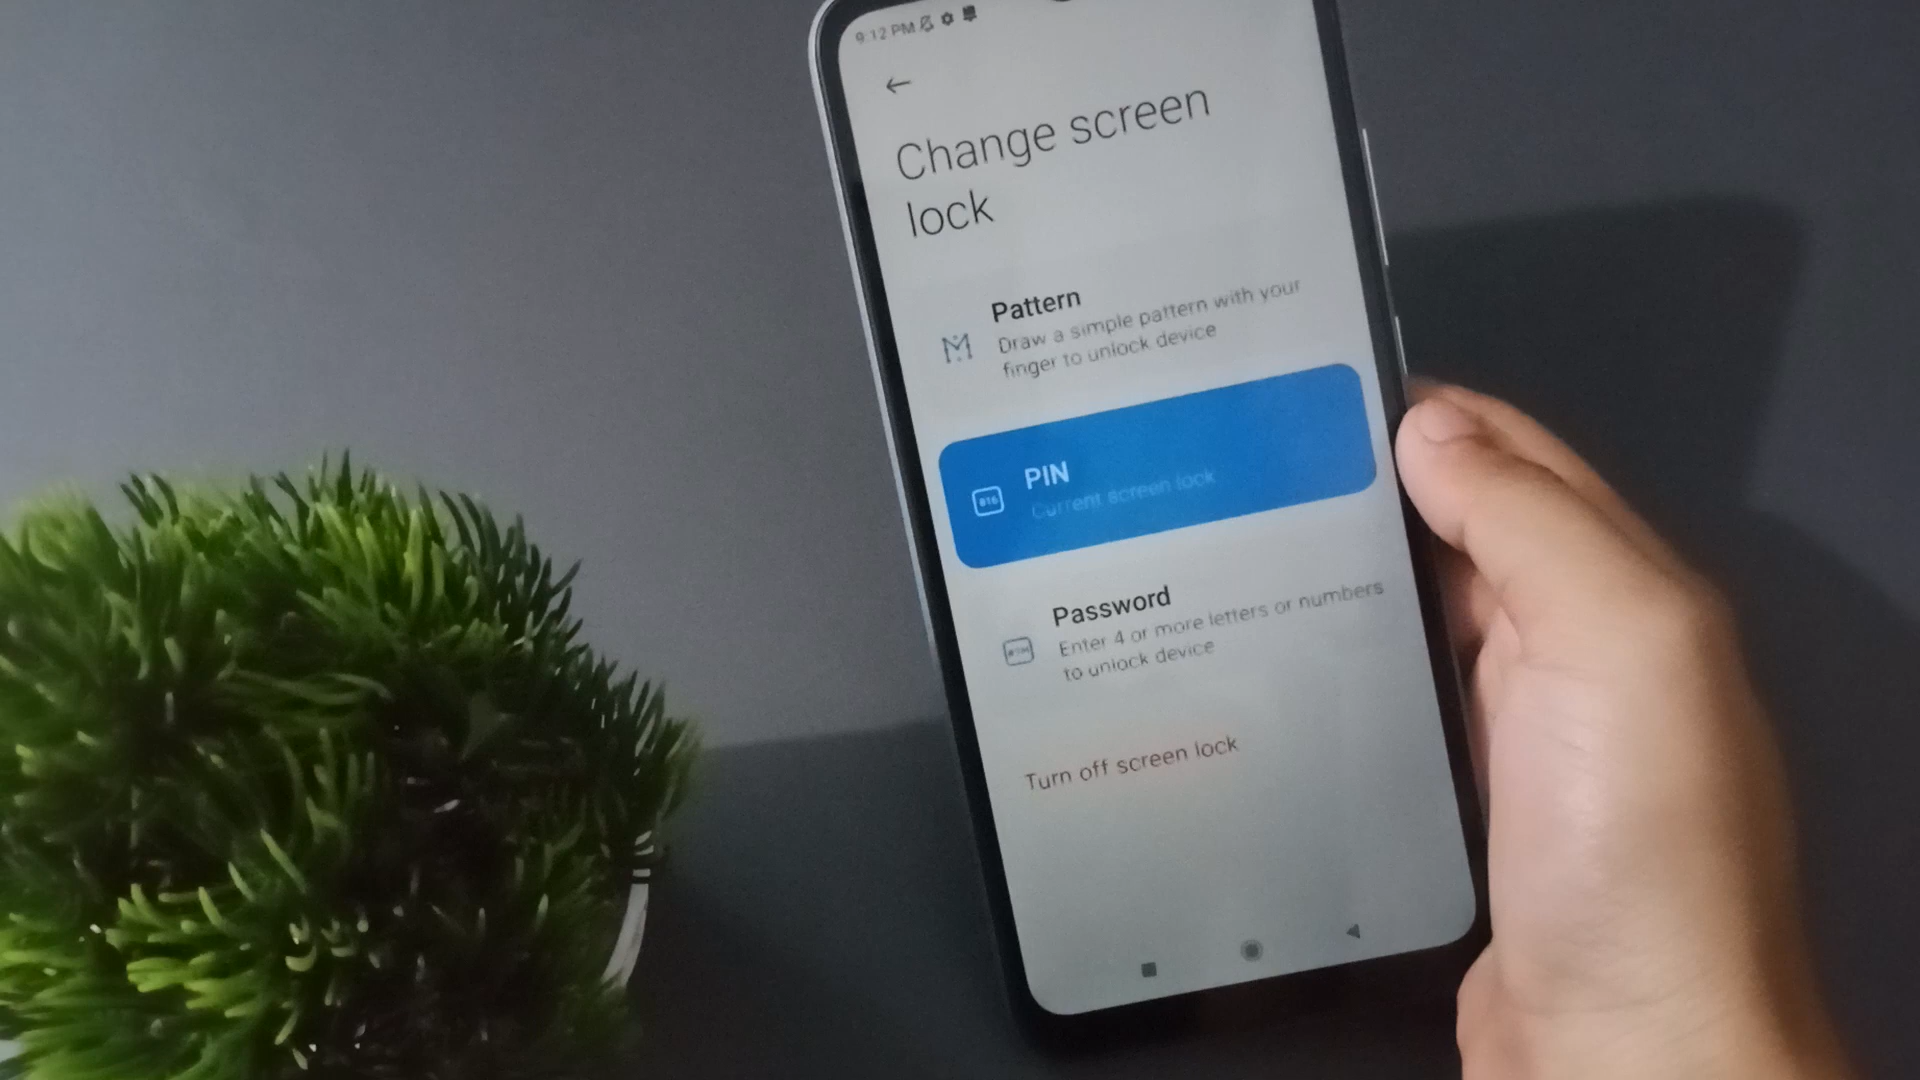 9:12 PM
Change screen
lock
Pattern
Draw a simple pattern with your
finger to unlock device
PIN
Current screen lock
Password
Enter 4 or more letters or numbers
to unlock device
Turn off screen lock